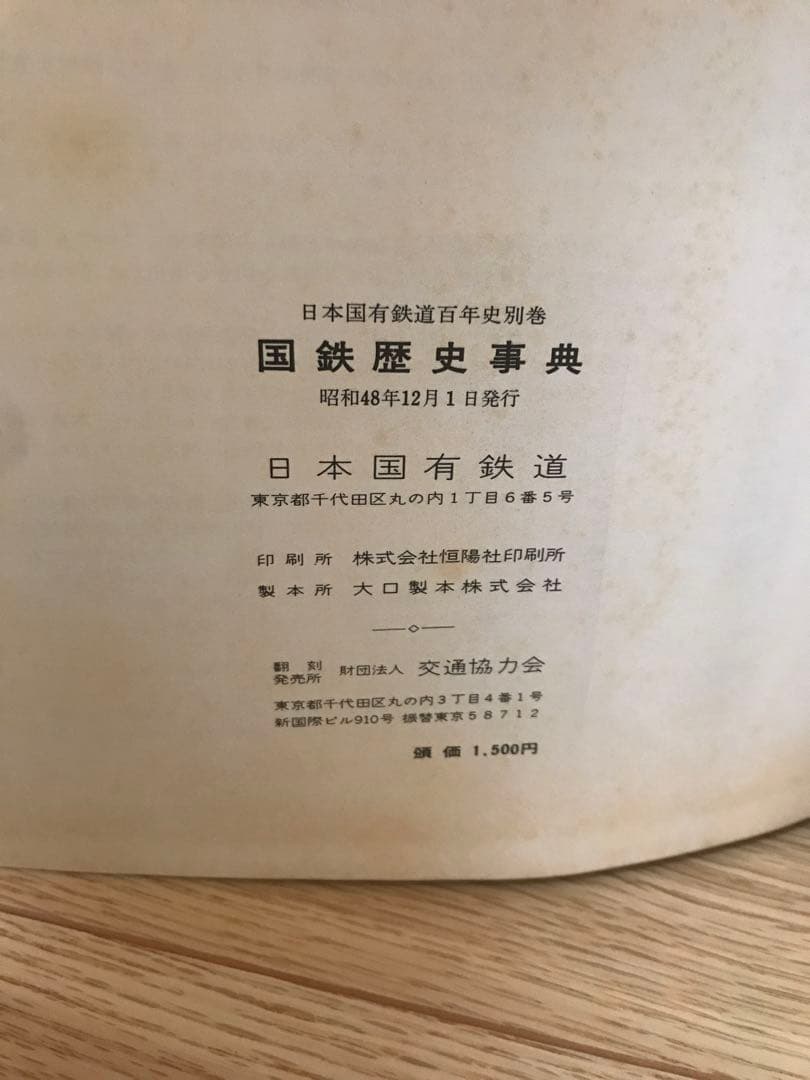 日本国有鉄道百年史別巻
国鉄歴史事典
昭和48年12月1日発行
日本国有鉄道
東京都千代田区丸の内1丁目6番5号
印刷所 株式会社恒陽社印刷所
製本所 大口製本株式会社
翻刻発売所 財団法人 交通協力会
東京都千代田区丸の内3丁目4番1号
新国際ビル910号 振替東京58712
頒価 1,500円